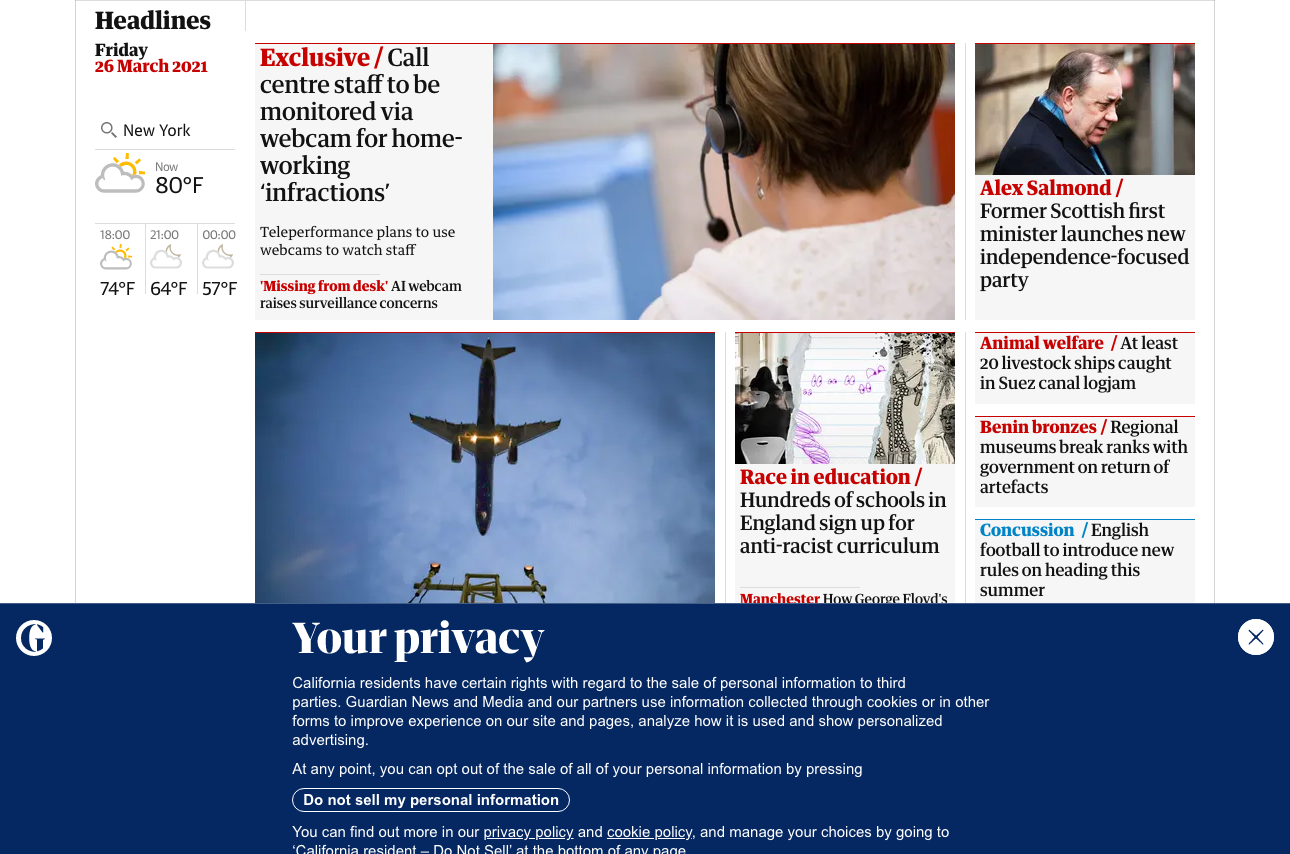 Headlines
Friday
26 March 2021
New York
Now
80°F
18:00
21:00
00:00
74°F
64°F
57°F
Exclusive / Call
centre staff to be
monitored via
webcam for home-
working
‘infractions’
Teleperformance plans to use
webcams to watch staff
'Missing from desk' AI webcam
raises surveillance concerns
Alex Salmond /
Former Scottish first
minister launches new
independence-focused
party
Race in education /
Hundreds of schools in
England sign up for
anti-racist curriculum
Manchester How George Floyd's
Animal welfare / At least
20 livestock ships caught
in Suez canal logjam
Benin bronzes / Regional
museums break ranks with
government on return of
artefacts
Concussion / English
football to introduce new
rules on heading this
summer
Your privacy
California residents have certain rights with regard to the sale of personal information to third
parties. Guardian News and Media and our partners use information collected through cookies or in other
forms to improve experience on our site and pages, analyze how it is used and show personalized
advertising.
At any point, you can opt out of the sale of all of your personal information by pressing
Do not sell my personal information
You can find out more in our privacy policy and cookie policy, and manage your choices by going to
‘California resident – Do Not Sell’ at the bottom of any page.